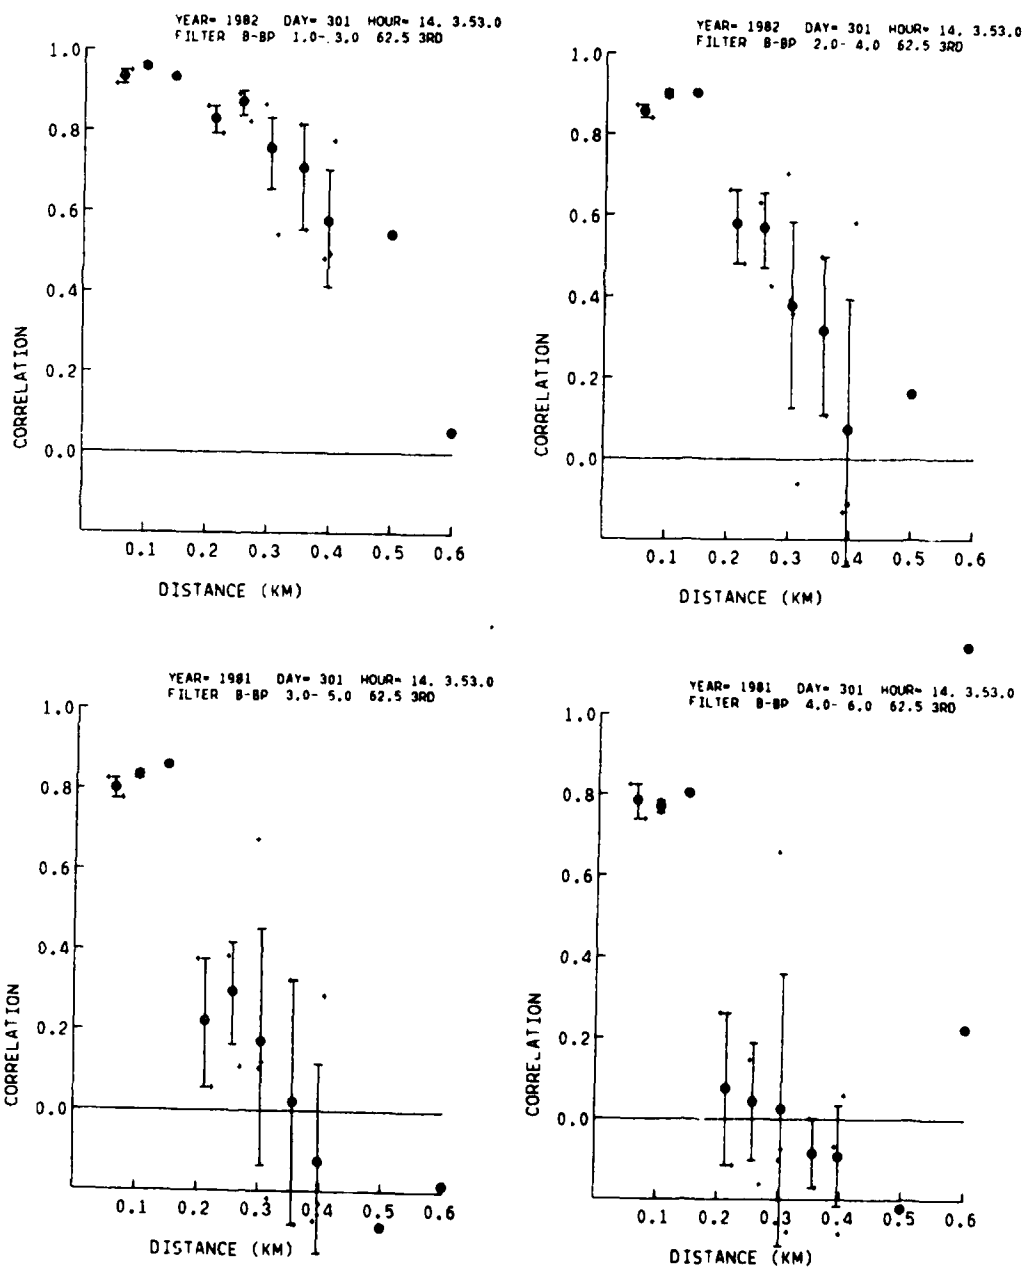 YEAR= 1982 DAY= 301 HOUR= 14. 3.53.0
FILTER B-BP 1.0- 3.0 62.5 3RD
1.0
0.8
0.6
0.4
0.2
0.0
CORRELATION
0.1 0.2 0.3 0.4 0.5 0.6
DISTANCE (KM)
YEAR= 1982 DAY= 301 HOUR= 14. 3.53.0
FILTER B-BP 2.0- 4.0 62.5 3RD
1.0
0.8
0.6
0.4
0.2
0.0
CORRELATION
0.1 0.2 0.3 0.4 0.5 0.6
DISTANCE (KM)
YEAR= 1981 DAY= 301 HOUR= 14. 3.53.0
FILTER B-BP 3.0- 5.0 62.5 3RD
1.0
0.8
0.6
0.4
0.2
0.0
CORRELATION
0.1 0.2 0.3 0.4 0.5 0.6
DISTANCE (KM)
YEAR= 1981 DAY= 301 HOUR= 14. 3.53.0
FILTER B-BP 4.0- 6.0 62.5 3RD
1.0
0.8
0.6
0.4
0.2
0.0
CORRELATION
0.1 0.2 0.3 0.4 0.5 0.6
DISTANCE (KM)